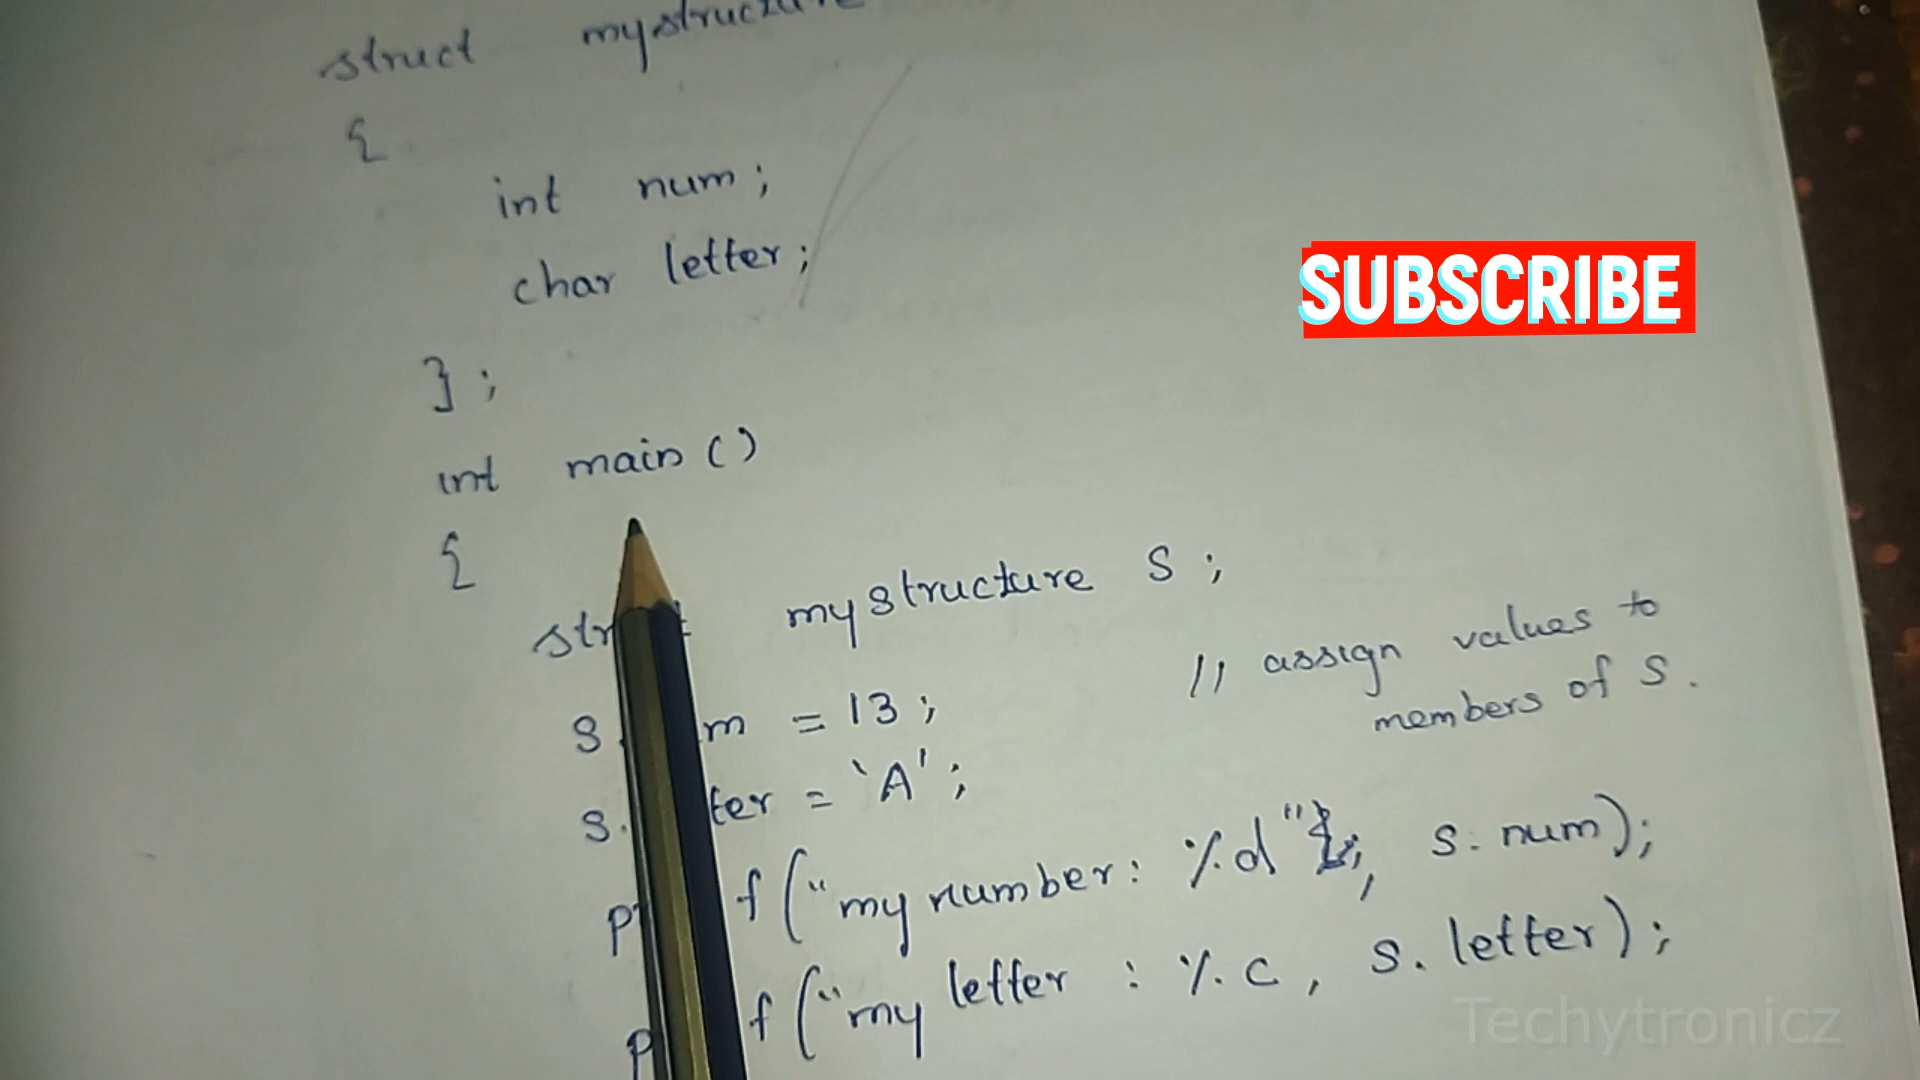 struct mystructure
{
int num;
char letter;
};
SUBSCRIBE
int main()
{
mystructure S;
// assign values to
members of S.
= 13;
= 'A';
("my number: %d", s.num);
("my letter : %c, s.letter);
Techytronicz